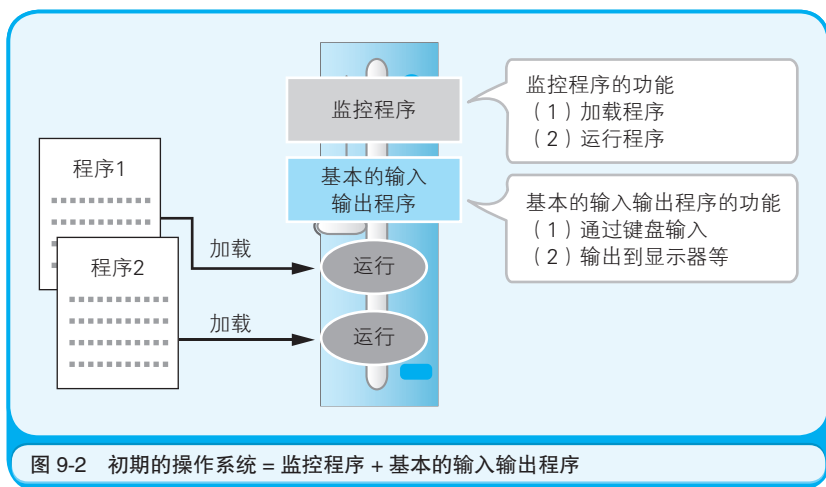 监控程序
监控程序的功能
（1）加载程序
（2）运行程序
程序1
基本的输入
输出程序
基本的输入输出程序的功能
（1）通过键盘输入
（2）输出到显示器等
加载
运行
程序2
加载
运行
图 9-2 初期的操作系统 = 监控程序 + 基本的输入输出程序